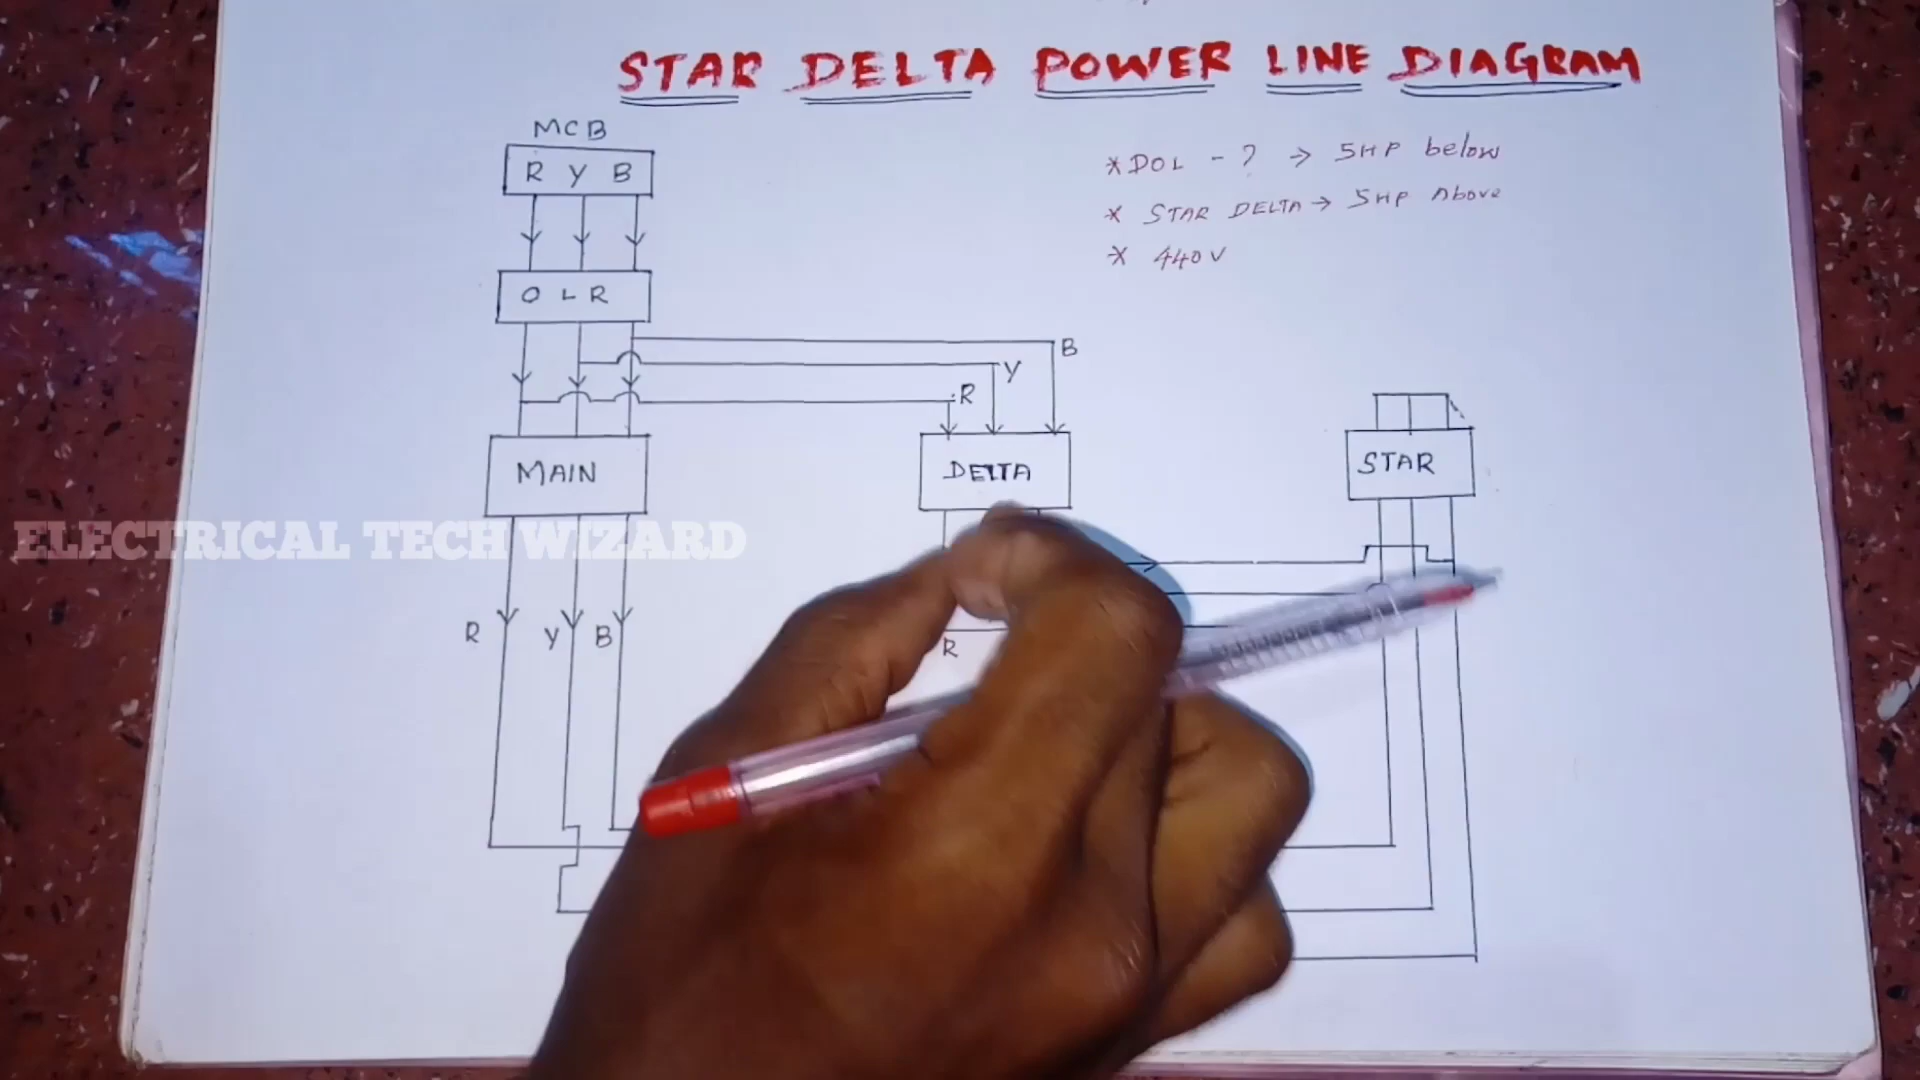 STAR DELTA POWER LINE DIAGRAM
MCB
R Y B
* DOL - ? → 5HP below
* STAR DELTA → 5HP Above
* 440V
OLR
B
Y
R
MAIN
DELTA
STAR
ELECTRICAL TECH WIZARD
R Y B
R